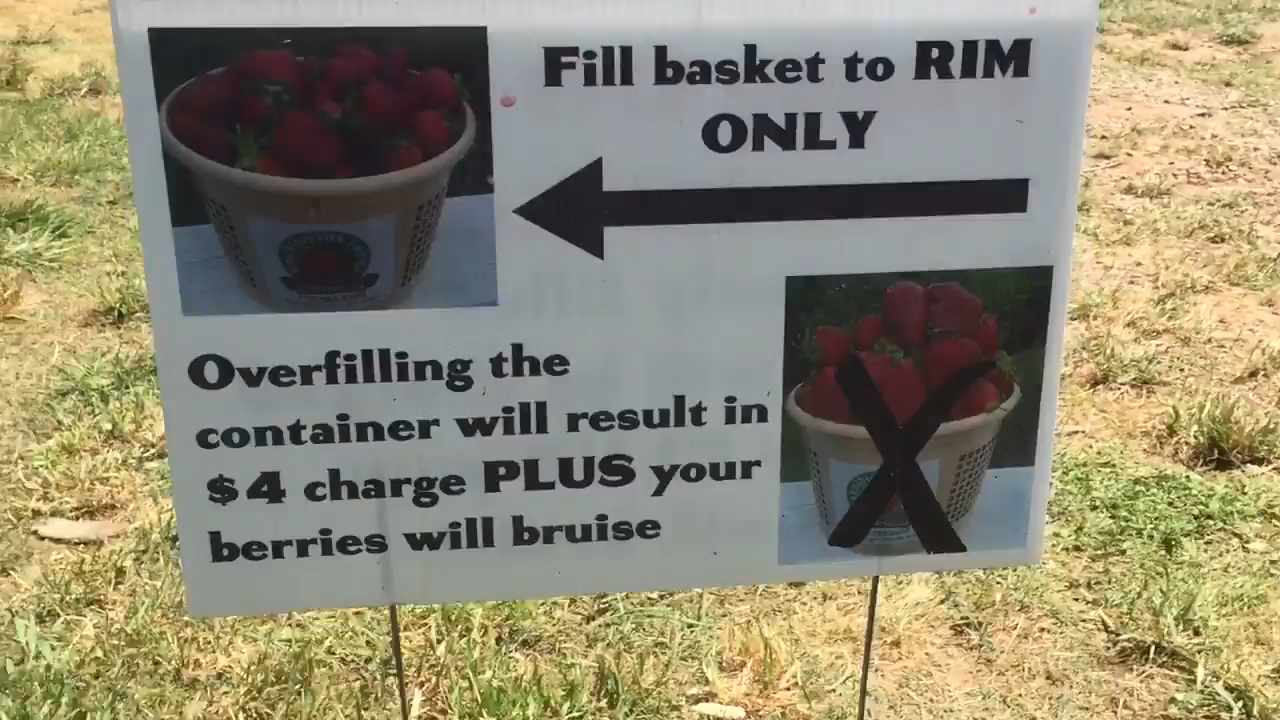 Fill basket to RIM
ONLY
Overfilling the
container will result in
$4 charge PLUS your
berries will bruise